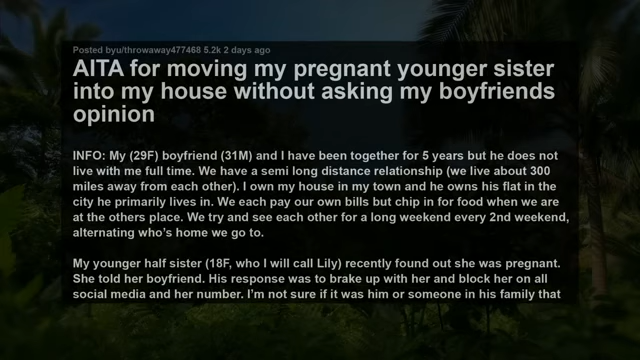 Posted byu/throwaway477468 5.2k 2 days ago
AITA for moving my pregnant younger sister
into my house without asking my boyfriends
opinion
INFO: My (29F) boyfriend (31M) and I have been together for 5 years but he does not
live with me full time. We have a semi long distance relationship (we live about 300
miles away from each other). I own my house in my town and he owns his flat in the
city he primarily lives in. We each pay our own bills but chip in for food when we are
at the others place. We try and see each other for a long weekend every 2nd weekend,
alternating who's home we go to.
My younger half sister (18F, who I will call Lily) recently found out she was pregnant.
She told her boyfriend. His response was to brake up with her and block her on all
social media and her number. I'm not sure if it was him or someone in his family that